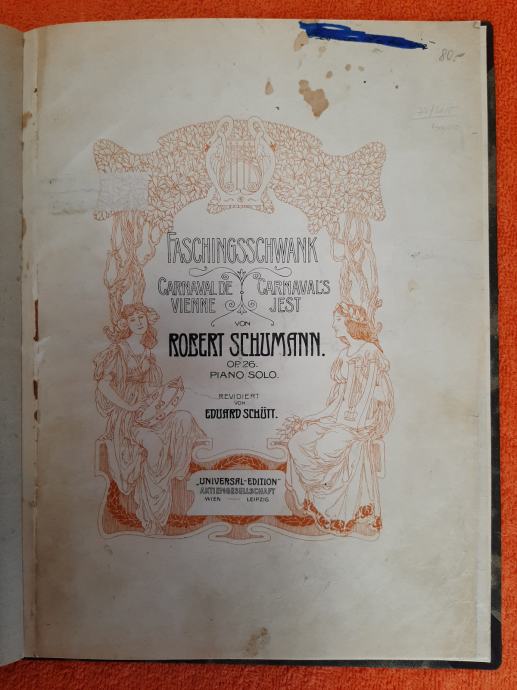 80.-
FASCHINGSSCHWANK
CARNAVAL DE CARNAVAL'S
VIENNE JEST
VON
ROBERT SCHUMANN.
OP. 26.
PIANO SOLO.
REVIDIERT
VON
EDUARD SCHÜTT.
„UNIVERSAL-EDITION"
AKTIENGESELLSCHAFT
WIEN — LEIPZIG